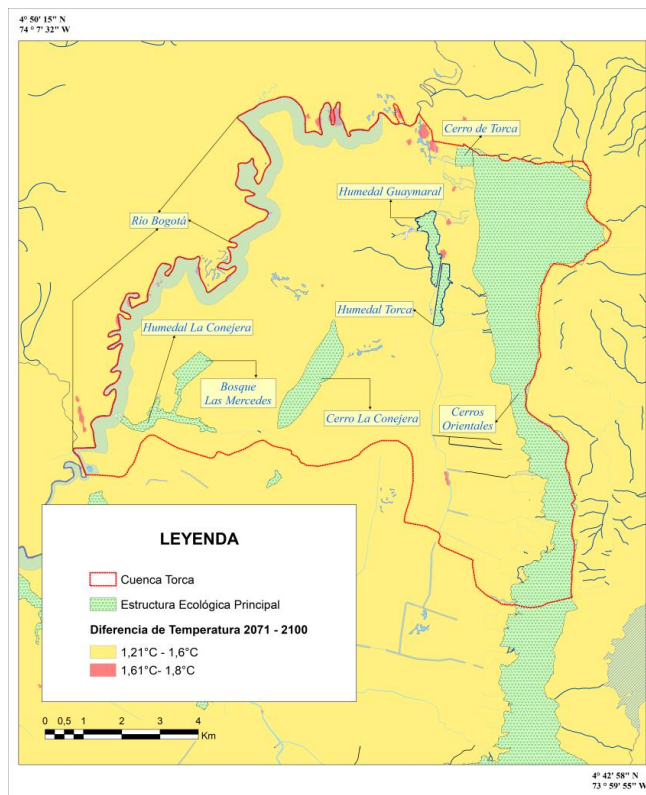 4° 50' 15" N
74 ° 7' 32" W
Cerro de Torca
Humedal Guaymaral
Río Bogotá
Humedal La Conejera
Humedal Torca
Bosque
Las Mercedes
Cerro La Conejera
Cerros
Orientales
LEYENDA
Cuenca Torca
Estructura Ecológica Principal
Diferencia de Temperatura 2071 - 2100
1,21°C - 1,6°C
1,61°C- 1,8°C
0 0,5 1 2 3 4
Km
4° 42' 58" N
73 ° 59' 55" W